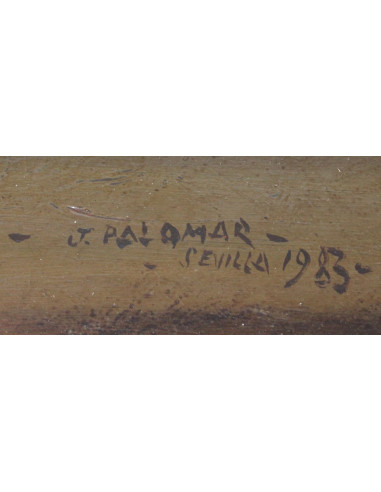 - J. PALOMAR -
- SEVILLA 1983 -